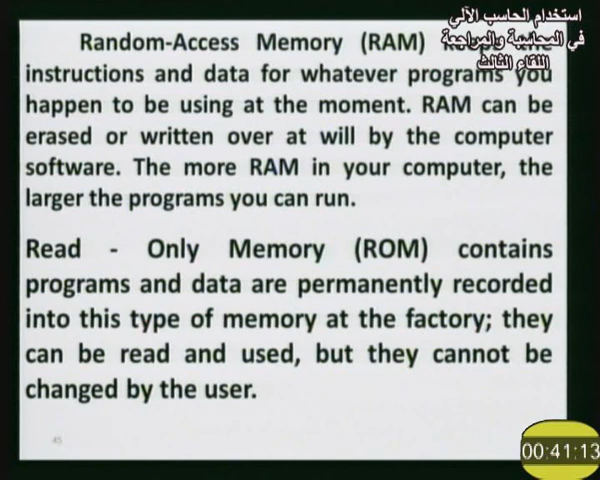 استخدام الحاسب الآلي
في المحاسبة والمراجعة
اللقاء الثالث
Random-Access Memory (RAM)
instructions and data for whatever programs you
happen to be using at the moment. RAM can be
erased or written over at will by the computer
software. The more RAM in your computer, the
larger the programs you can run.
Read - Only Memory (ROM) contains
programs and data are permanently recorded
into this type of memory at the factory; they
can be read and used, but they cannot be
changed by the user.
45
00:41:13